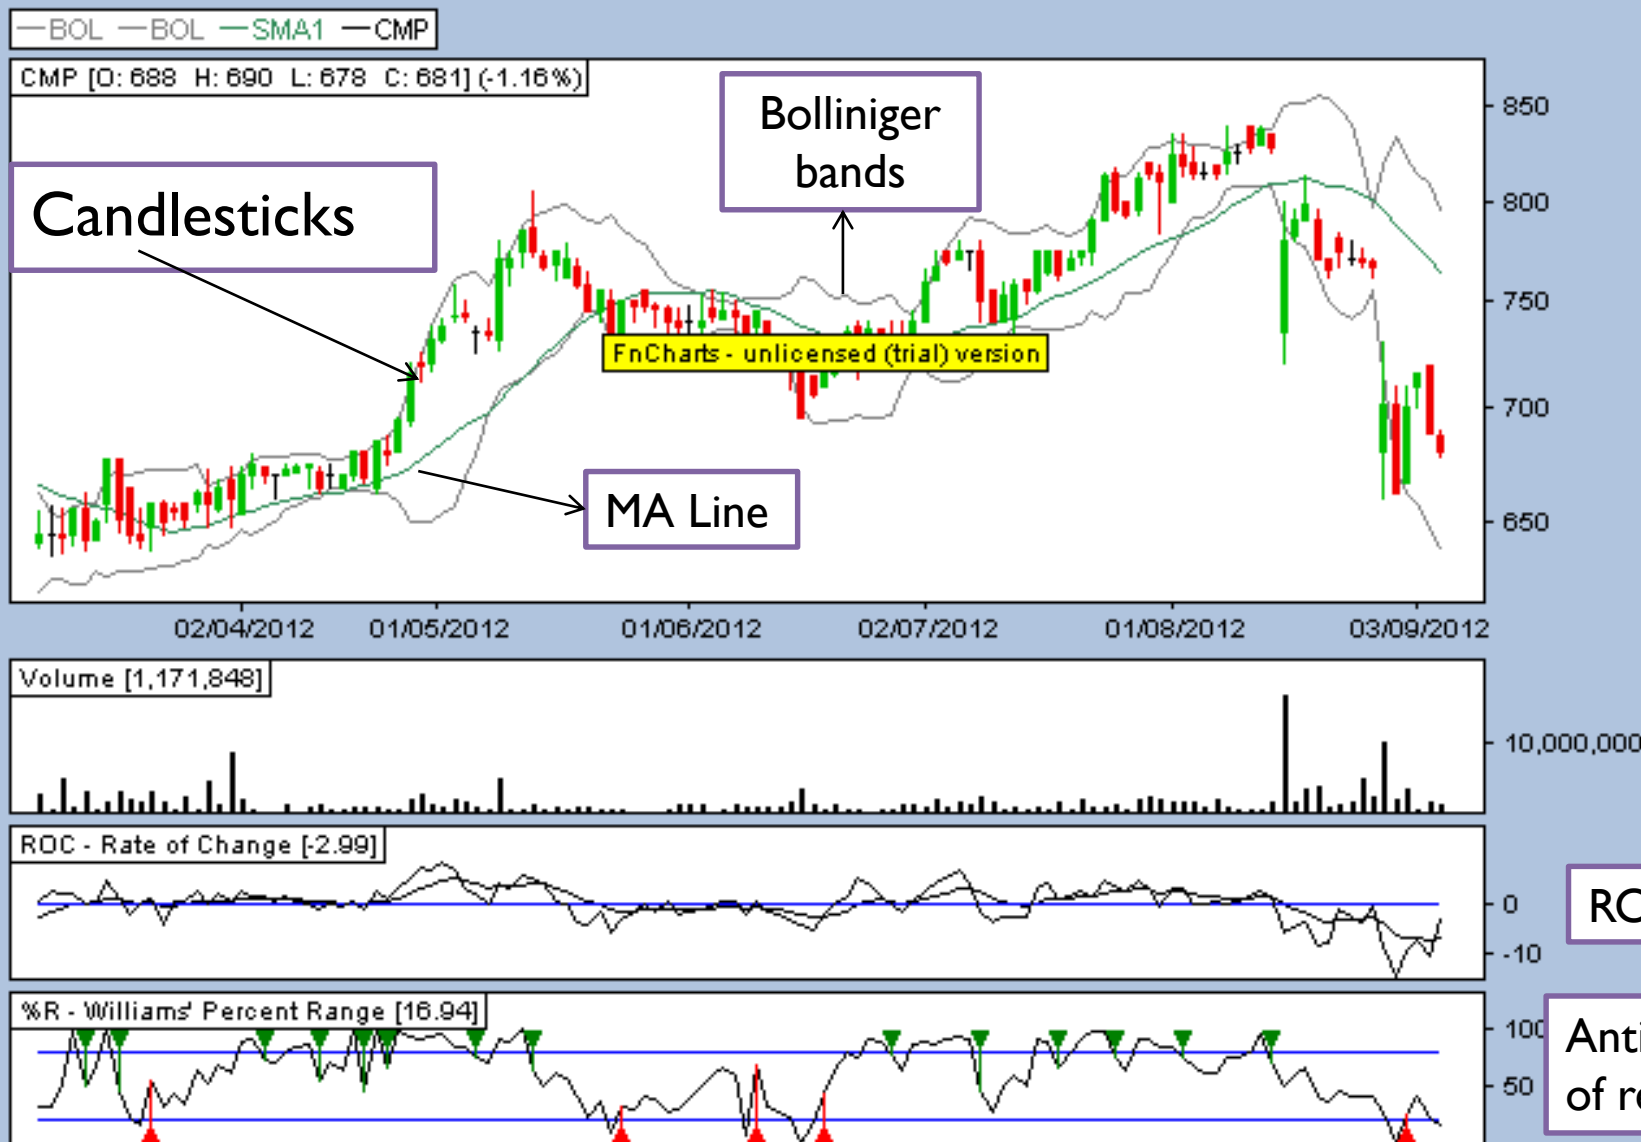 BOL BOL SMA1 CMP
CMP [O: 688 H: 690 L: 678 C: 681] (-1.16%)
Bolliniger
bands
Candlesticks
850
800
750
FnCharts - unlicensed (trial) version
700
MA Line
650
02/04/2012 01/05/2012 01/06/2012 02/07/2012 01/08/2012 03/09/2012
Volume [1,171,848]
10,000,000
ROC - Rate of Change [-2.99]
0
-10
%R - Williams' Percent Range [16.94]
100
50
of